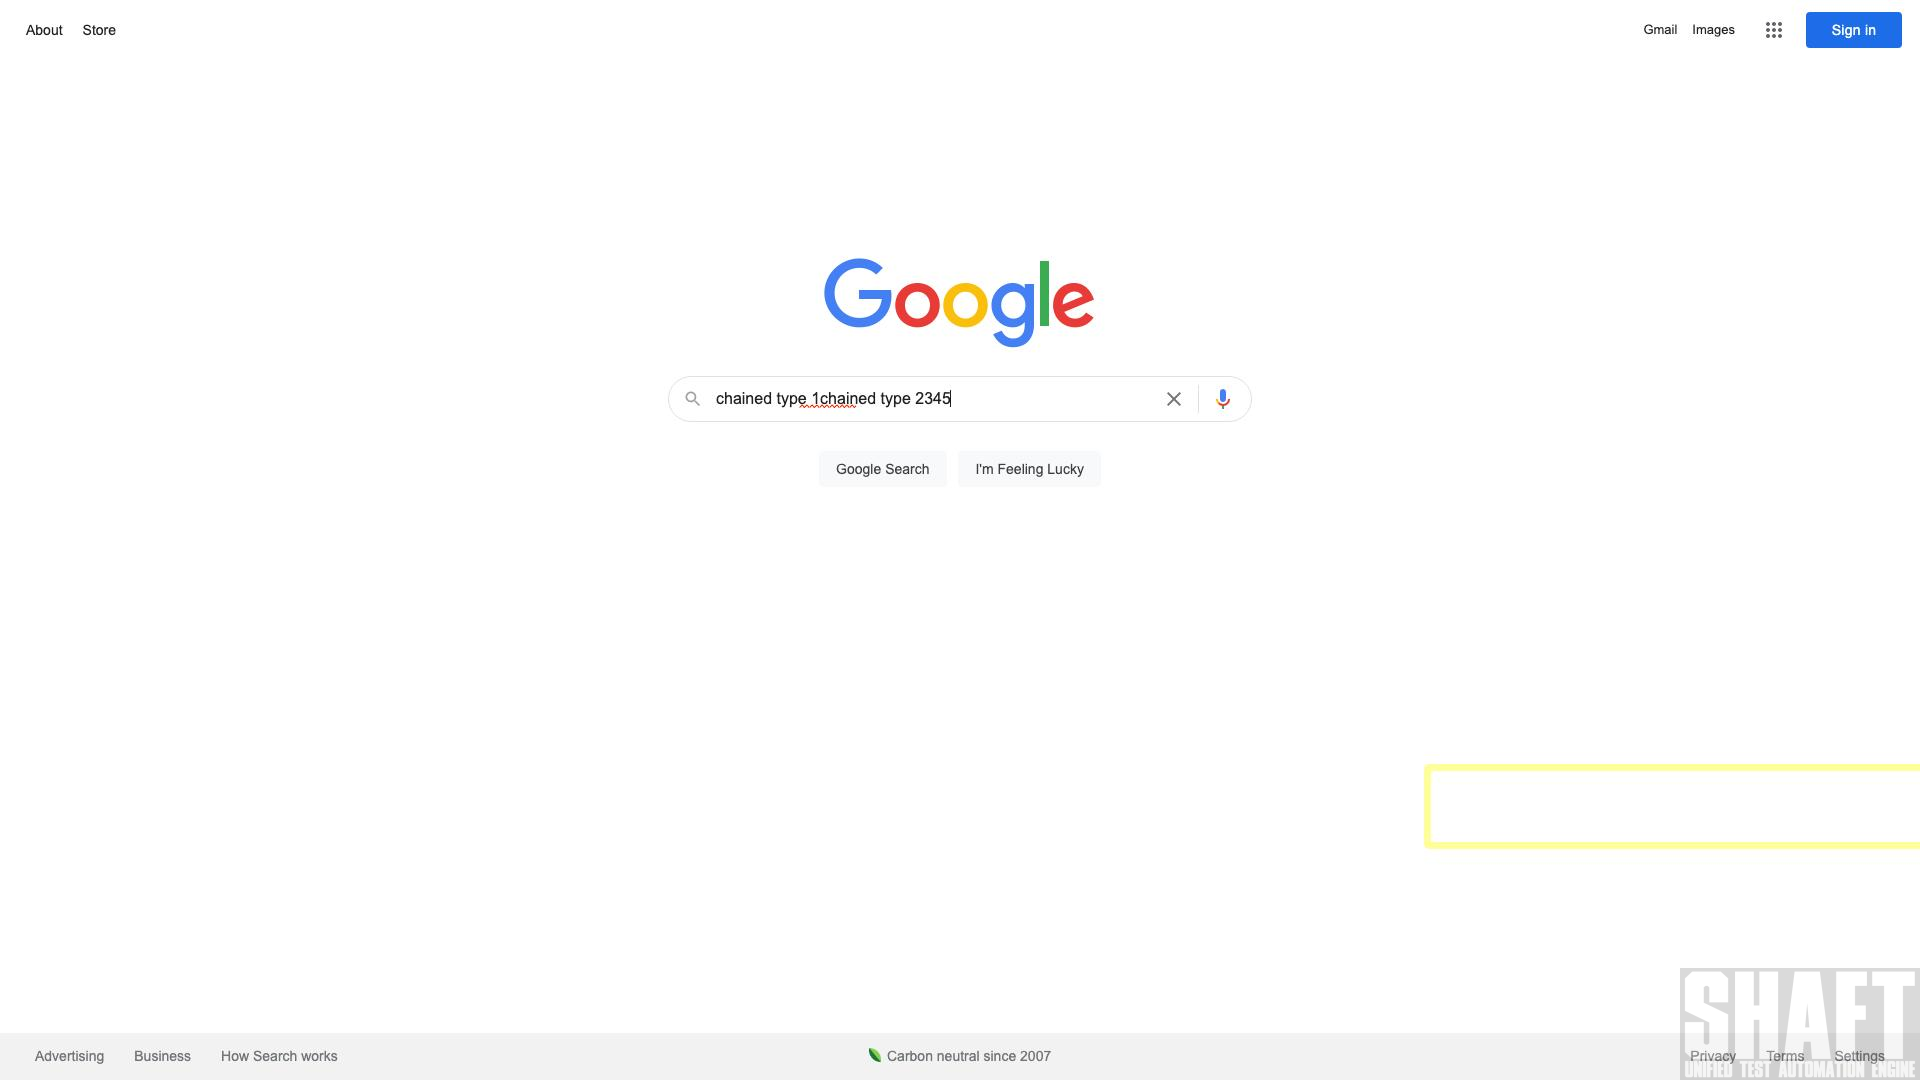 About Store
Gmail Images
Sign in
Google
chained type 1chained type 2345
Google Search
I'm Feeling Lucky
Advertising Business How Search works
Carbon neutral since 2007
Privacy Terms Settings
SHAFT
UNIFIED TEST AUTOMATION ENGINE